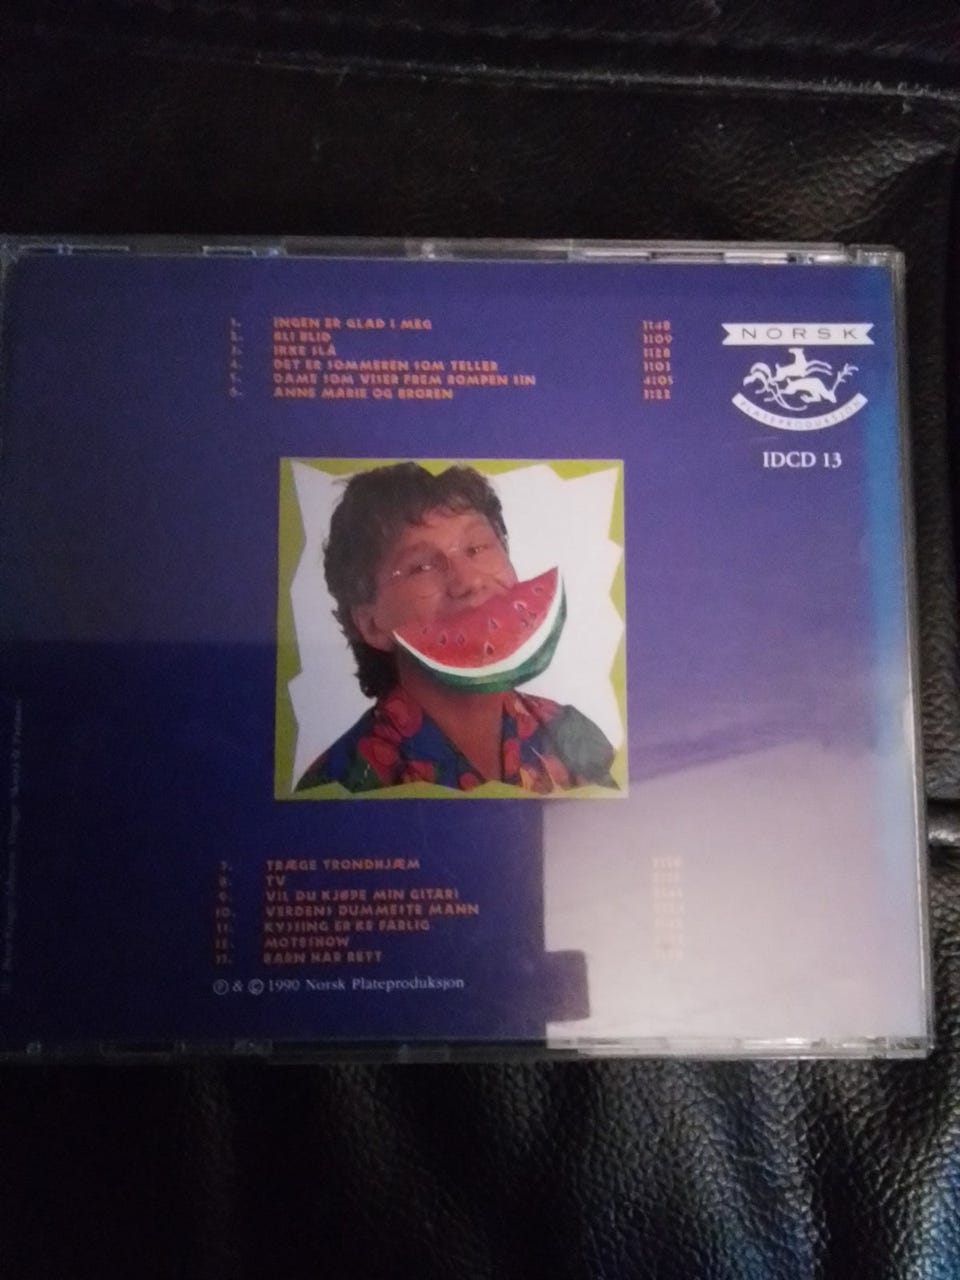 1. INGEN ER GLAD I MEG 3:48
2. BLI BLID 3:09
3. IKKE SLÅ 3:28
4. DET ER SOMMEREN SOM TELLER 3:03
5. DAME SOM VISER FREM ROMPEN SIN 4:05
6. ANNE MARIE OG BROREN 3:22
NORSK
PLATEPRODUKSJON
IDCD 13
7. TRÆGE TRONDHJÆM
8. TV
9. VIL DU KJØPE MIN GITAR?
10. VERDENS DUMMESTE MANN
11. KYSSING ER'KE FARLIG
12. MOTESHOW
13. BARN HAR RETT
Ⓟ & © 1990 Norsk Plateproduksjon